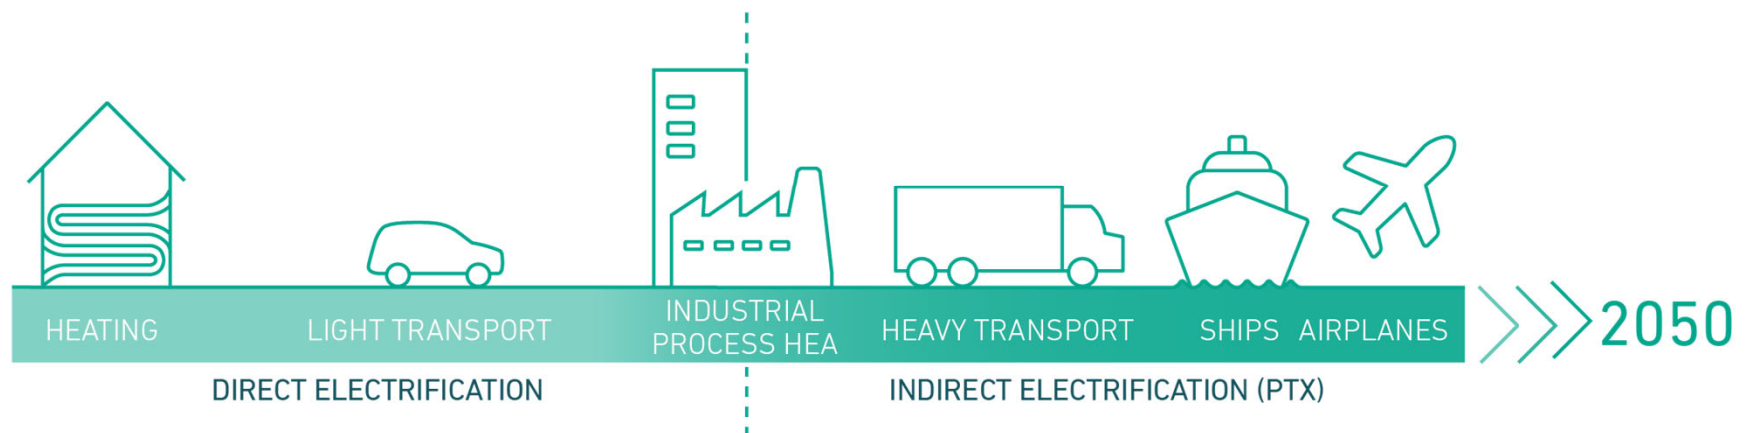 HEATING
LIGHT TRANSPORT
INDUSTRIAL
PROCESS HEA
HEAVY TRANSPORT
SHIPS
AIRPLANES
2050
DIRECT ELECTRIFICATION
INDIRECT ELECTRIFICATION (PTX)